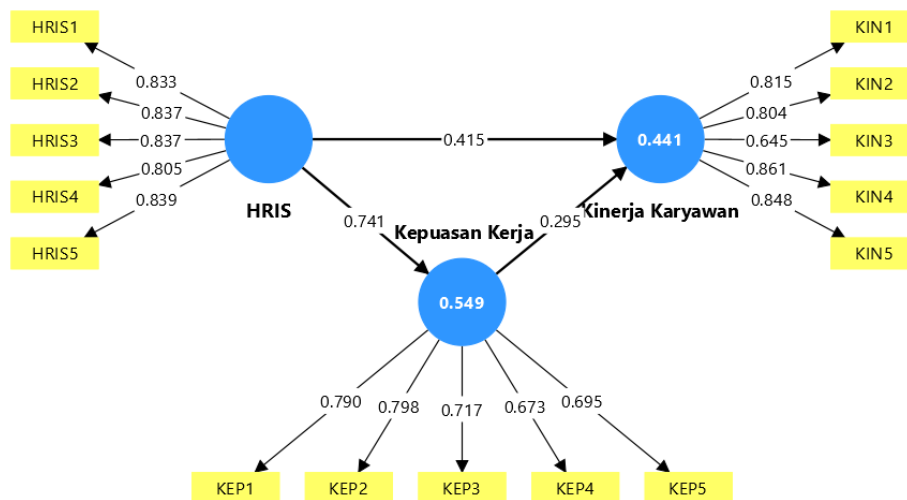 HRIS1
HRIS2
HRIS3
HRIS4
HRIS5
0.833
0.837
0.837
0.805
0.839
HRIS
0.415
0.741
0.295
Kepuasan Kerja
0.549
0.441
Kinerja Karyawan
0.815
0.804
0.645
0.861
0.848
KIN1
KIN2
KIN3
KIN4
KIN5
0.790
0.798
0.717
0.673
0.695
KEP1
KEP2
KEP3
KEP4
KEP5